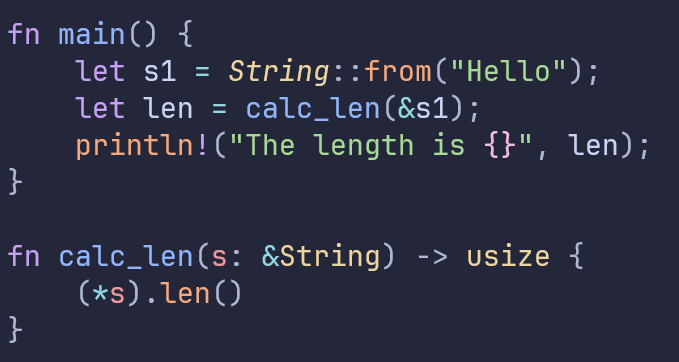 fn main() {
    let s1 = String::from("Hello");
    let len = calc_len(&s1);
    println!("The length is {}", len);
}

fn calc_len(s: &String) -> usize {
    (*s).len()
}